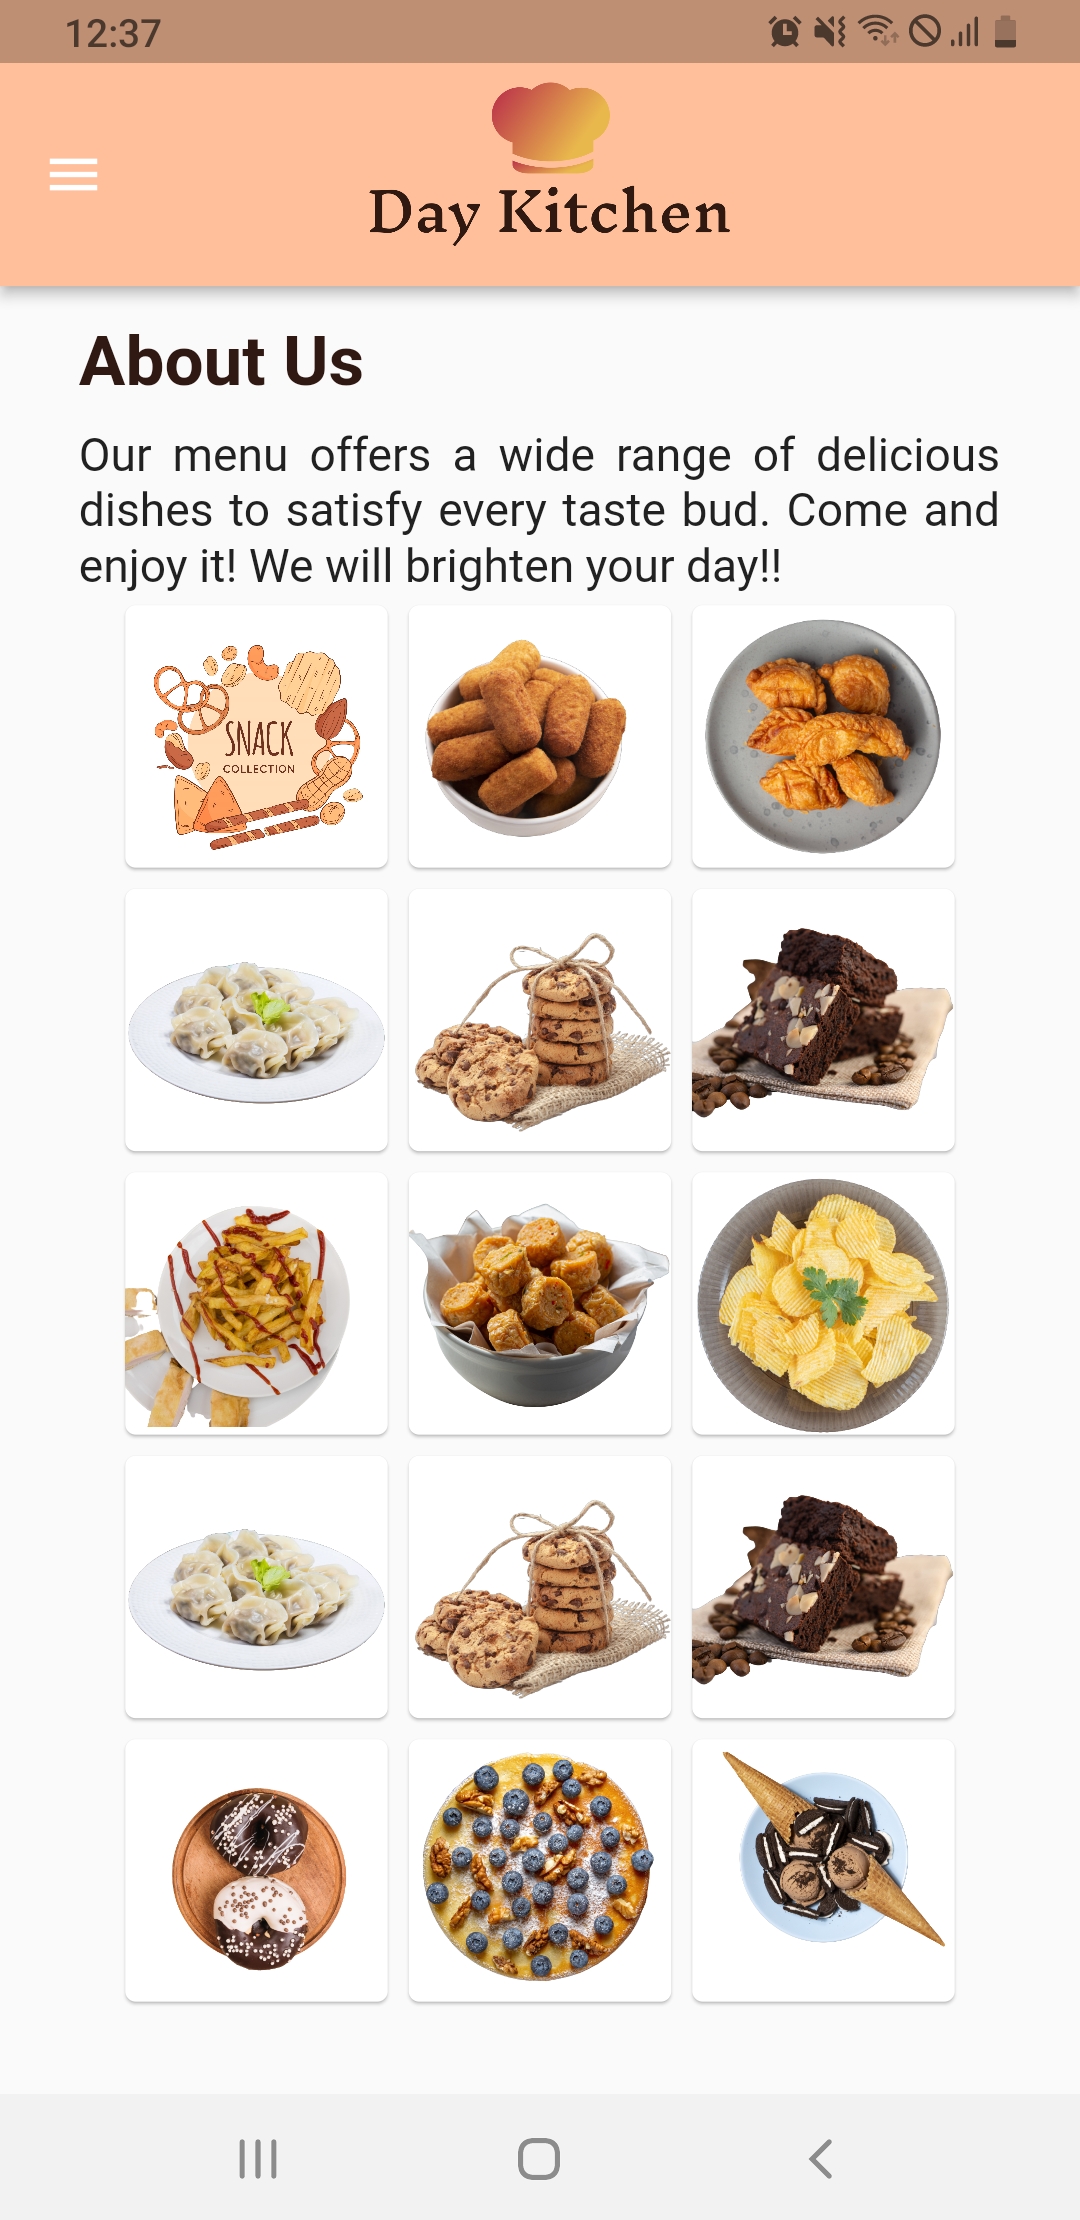 12:37
Day Kitchen
About Us
Our menu offers a wide range of delicious
dishes to satisfy every taste bud. Come and
enjoy it! We will brighten your day!!
SNACK
COLLECTION